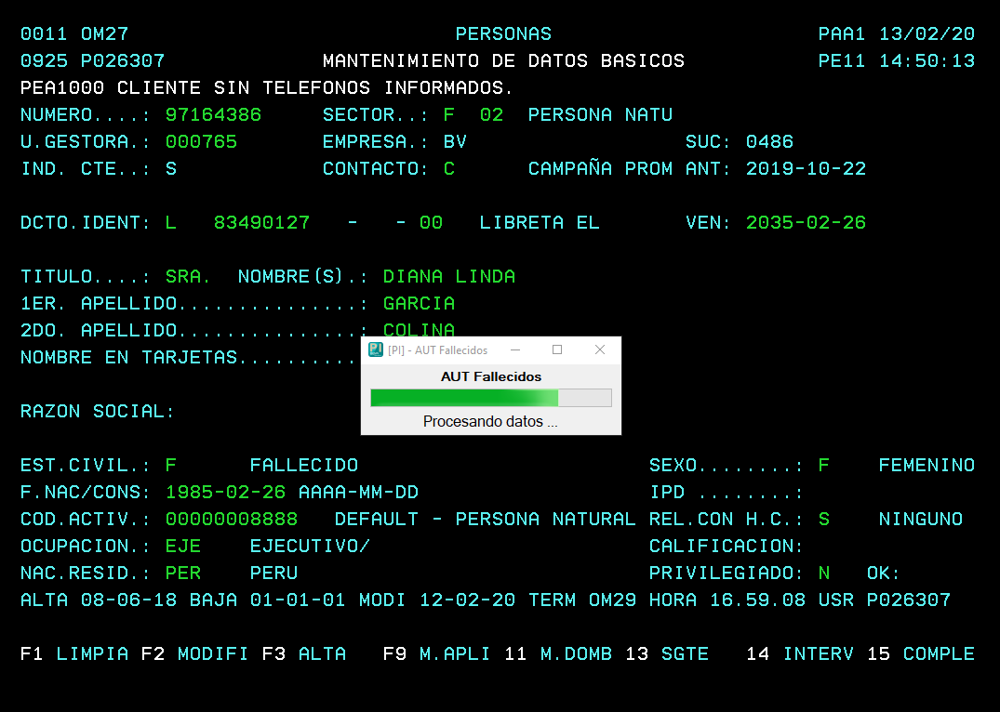 0011 OM27 PERSONAS PAA1 13/02/20
0925 P026307 MANTENIMIENTO DE DATOS BASICOS PE11 14:50:13
PEA1000 CLIENTE SIN TELEFONOS INFORMADOS.
NUMERO....: 97164386 SECTOR..: F 02 PERSONA NATU
U.GESTORA.: 000765 EMPRESA.: BV SUC: 0486
IND. CTE..: S CONTACTO: C CAMPAÑA PROM ANT: 2019-10-22
DCTO.IDENT: L 83490127 - - 00 LIBRETA EL VEN: 2035-02-26
TITULO....: SRA. NOMBRE(S).: DIANA LINDA
1ER. APELLIDO...............: GARCIA
2DO. APELLIDO...............: COLINA
NOMBRE EN TARJETAS..........
[PI] - AUT Fallecidos
AUT Fallecidos
Procesando datos ...
RAZON SOCIAL:
EST.CIVIL.: F FALLECIDO SEXO........: F FEMENINO
F.NAC/CONS: 1985-02-26 AAAA-MM-DD IPD ........:
COD.ACTIV.: 00000008888 DEFAULT - PERSONA NATURAL REL.CON H.C.: S NINGUNO
OCUPACION.: EJE EJECUTIVO/ CALIFICACION:
NAC.RESID.: PER PERU PRIVILEGIADO: N OK:
ALTA 08-06-18 BAJA 01-01-01 MODI 12-02-20 TERM OM29 HORA 16.59.08 USR P026307
F1 LIMPIA F2 MODIFI F3 ALTA F9 M.APLI 11 M.DOMB 13 SGTE 14 INTERV 15 COMPLE